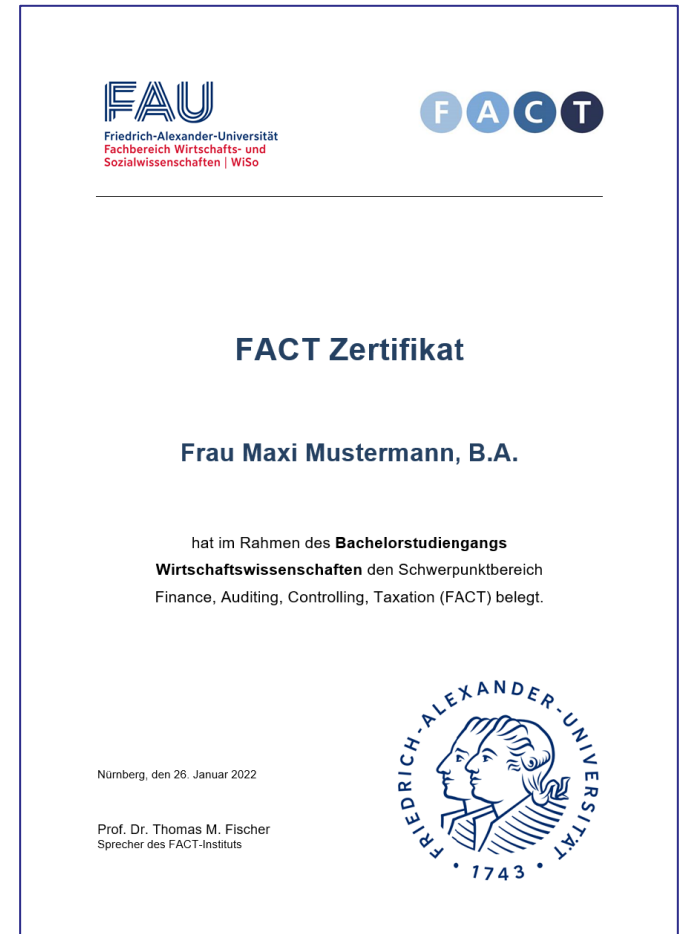 FAU
FACT
Friedrich-Alexander-Universität
Fachbereich Wirtschafts- und
Sozialwissenschaften | WiSo
FACT Zertifikat
Frau Maxi Mustermann, B.A.
hat im Rahmen des Bachelorstudiengangs
Wirtschaftswissenschaften den Schwerpunktbereich
Finance, Auditing, Controlling, Taxation (FACT) belegt.
Nürnberg, den 26. Januar 2022
Prof. Dr. Thomas M. Fischer
Sprecher des FACT-Instituts
FRIEDRICH-ALEXANDER-UNIVERSITÄT
• 1743 •